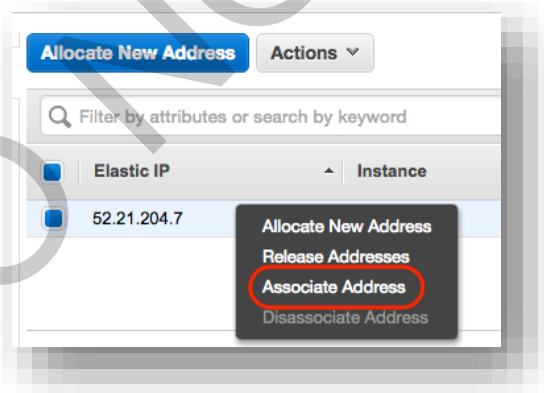 Allocate New Address Actions
Filter by attributes or search by keyword
Elastic IP Instance
52.21.204.7
Allocate New Address
Release Addresses
Associate Address
Disassociate Address